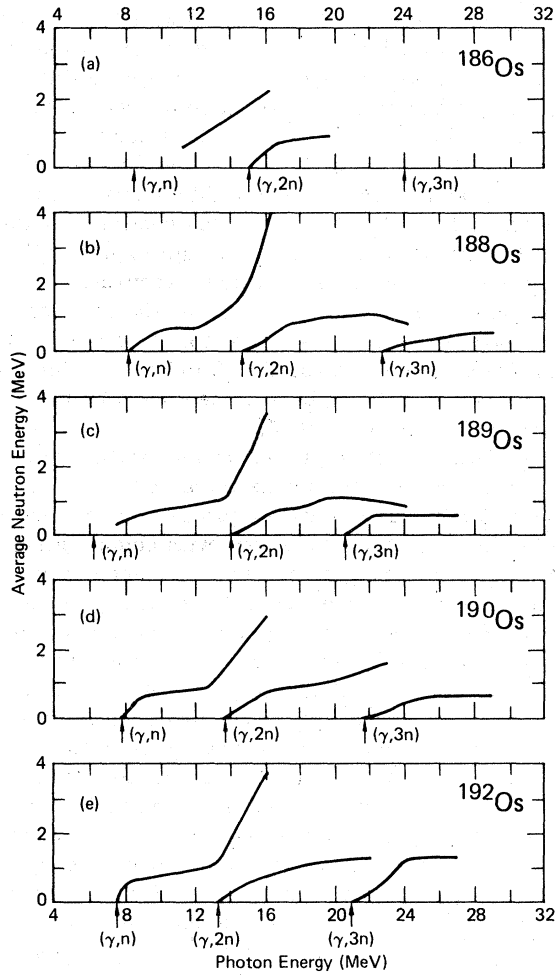 4 8 12 16 20 24 28 32
4
(a)
¹⁸⁶Os
2
0
(γ,n) (γ,2n) (γ,3n)
4
(b)
¹⁸⁸Os
2
0
(γ,n) (γ,2n) (γ,3n)
Average Neutron Energy (MeV)
4
(c)
¹⁸⁹Os
2
0
(γ,n) (γ,2n) (γ,3n)
4
(d)
¹⁹⁰Os
2
0
(γ,n) (γ,2n) (γ,3n)
4
(e)
¹⁹²Os
2
0
4 8 12 16 20 24 28 32
(γ,n) (γ,2n) (γ,3n)
Photon Energy (MeV)